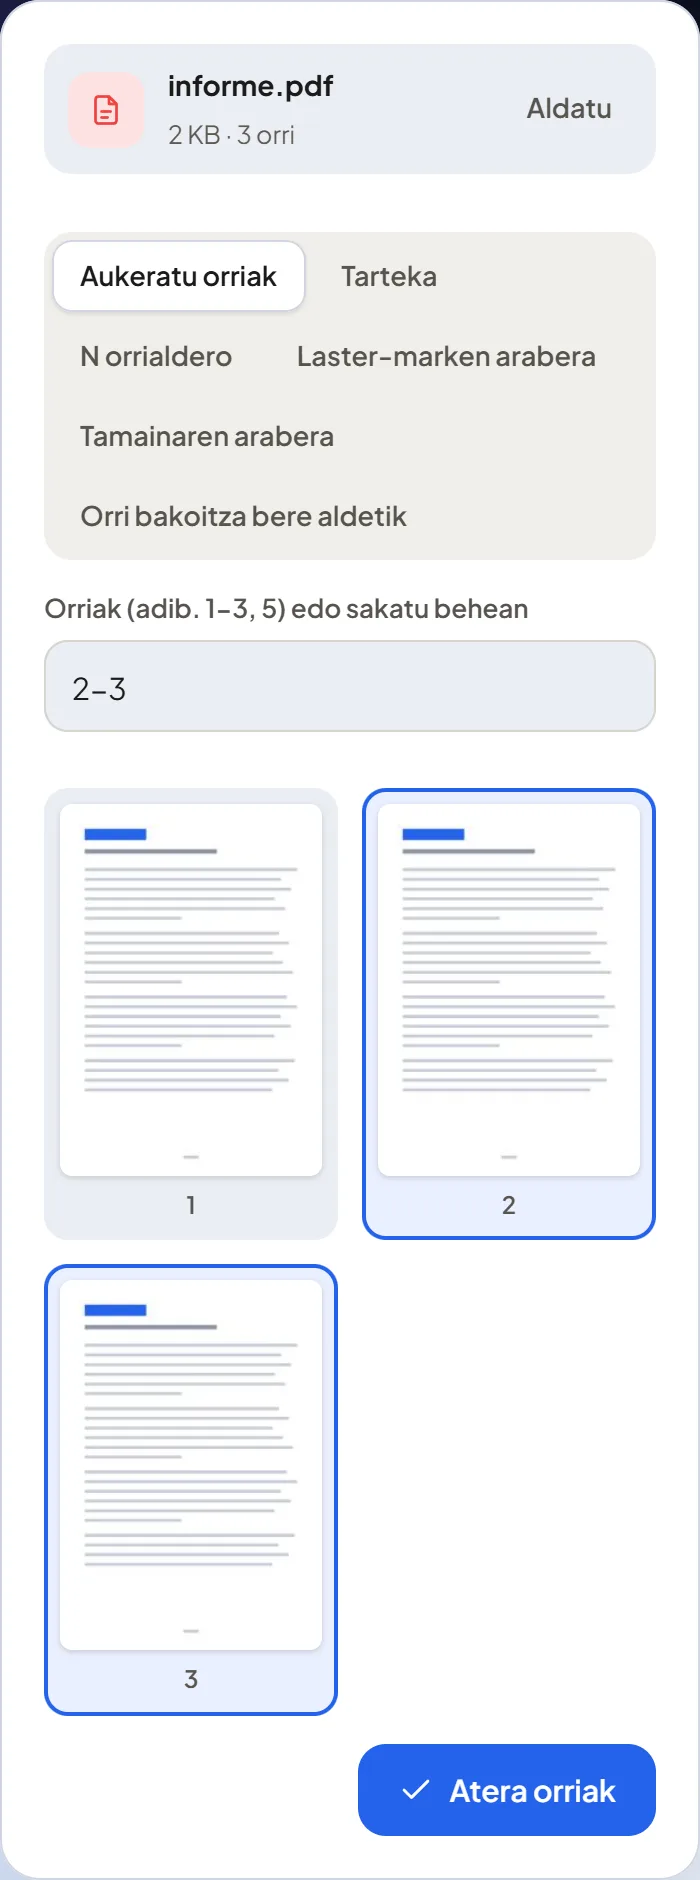 informe.pdf
2 KB · 3 orri
Aldatu
Aukeratu orriak
Tarteka
N orrialdero
Laster-marken arabera
Tamainaren arabera
Orri bakoitza bere aldetik
Orriak (adib. 1–3, 5) edo sakatu behean
2–3
1
2
3
Atera orriak